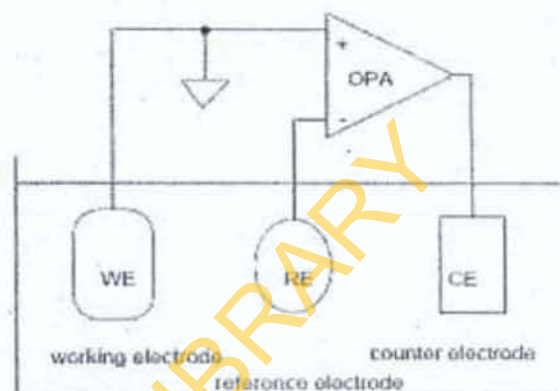 +
OPA
-
WE
RE
CE
working electrode
counter electrode
reference electrode
LIBRARY